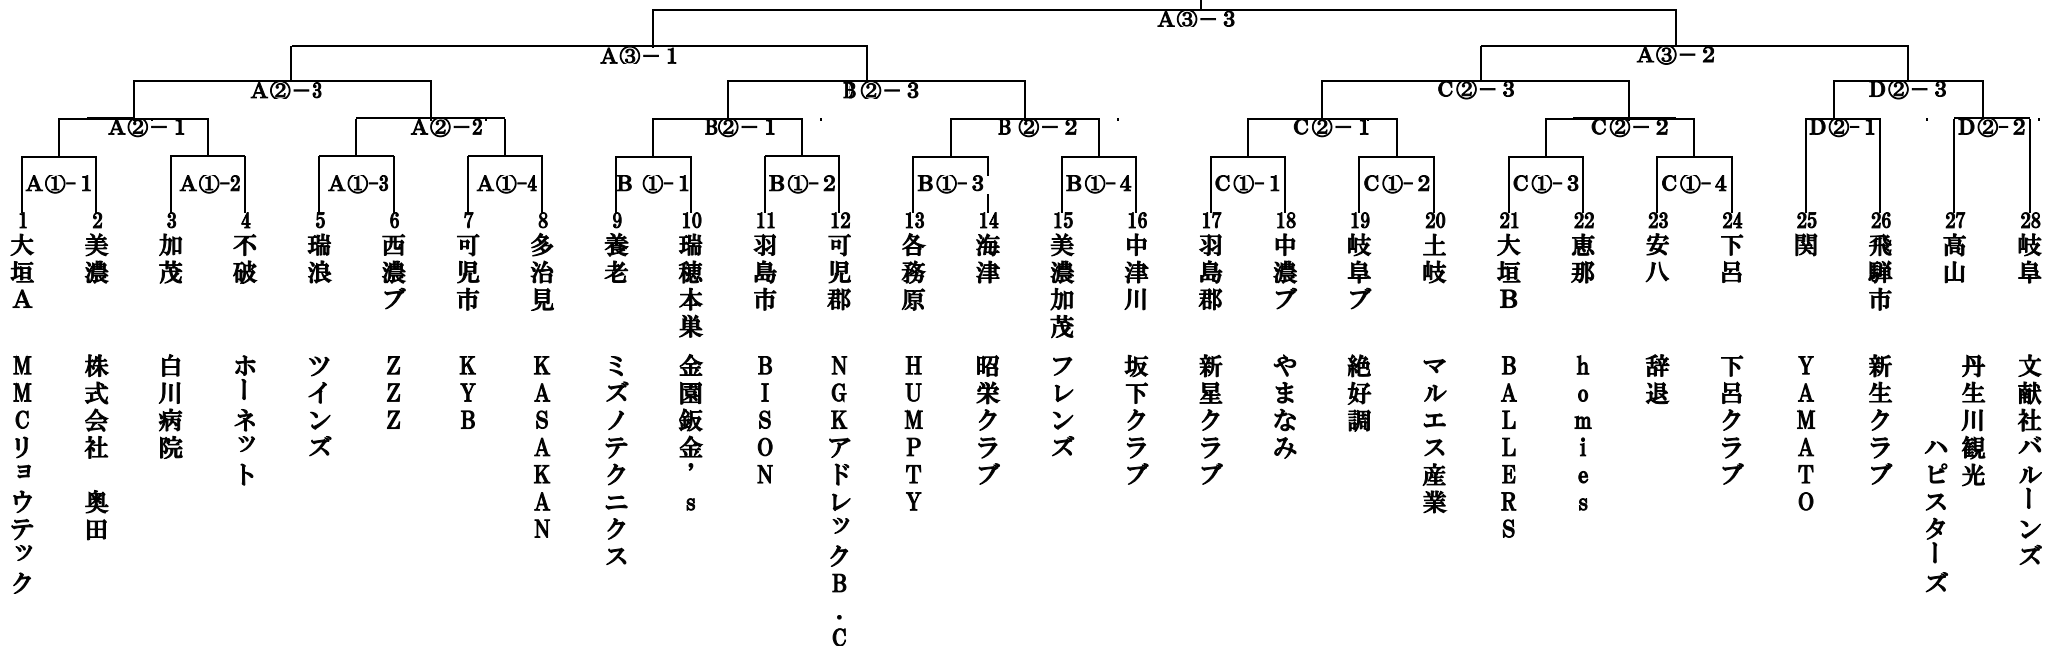 A③－3
A③－1
A③－2
A②－3
B②－3
C②－3
D②－3
A②－1
A②－2
B②－1
B②－2
C②－1
C②－2
D②-1
D②-2
A①-1
A①-2
A①-3
A①-4
B①-1
B①-2
B①-3
B①-4
C①-1
C①-2
C①-3
C①-4
1 大垣A MMCリョウテック
2 美濃 株式会社 奥田
3 加茂 白川病院
4 不破 ホーネット
5 瑞浪 ツインズ
6 西濃ブ ZZZ
7 可児市 KYB
8 多治見 KASAKAN
9 養老 ミズノテクニクス
10 瑞穂本巣 金園鈑金’s
11 羽島市 BISON
12 可児郡 NGKアドレックB．C
13 各務原 HUMPTY
14 海津 昭栄クラブ
15 美濃加茂 フレンズ
16 中津川 坂下クラブ
17 羽島郡 新星クラブ
18 中濃ブ やまなみ
19 岐阜ブ 絶好調
20 土岐 マルエス産業
21 大垣B BALLERS
22 恵那 homies
23 安八 辞退
24 下呂 下呂クラブ
25 関 YAMATO
26 飛騨市 新生クラブ
27 高山 丹生川観光
ハピスターズ
28 岐阜 文献社バルーンズ